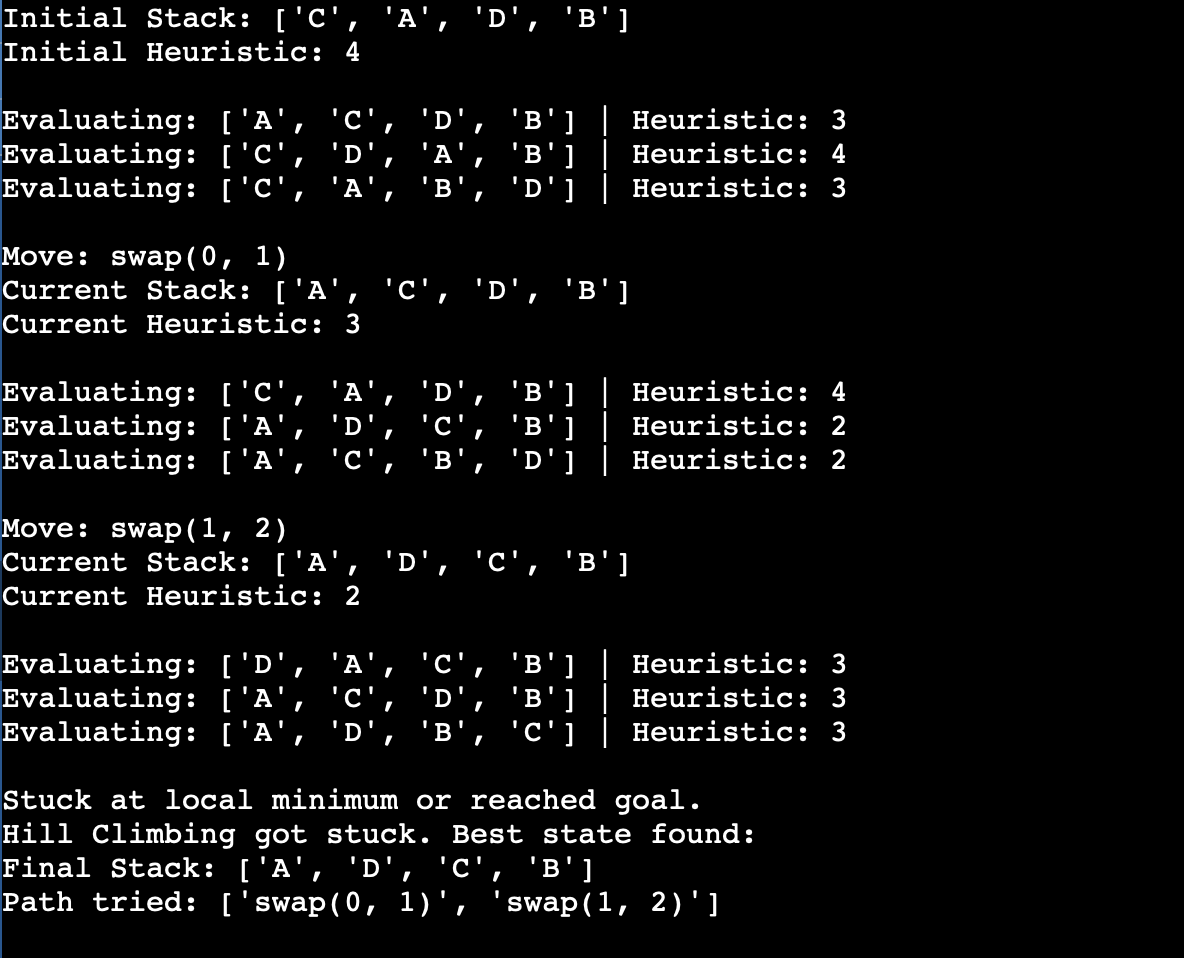 Initial Stack: ['C', 'A', 'D', 'B']
Initial Heuristic: 4
Evaluating: ['A', 'C', 'D', 'B'] | Heuristic: 3
Evaluating: ['C', 'D', 'A', 'B'] | Heuristic: 4
Evaluating: ['C', 'A', 'B', 'D'] | Heuristic: 3
Move: swap(0, 1)
Current Stack: ['A', 'C', 'D', 'B']
Current Heuristic: 3
Evaluating: ['C', 'A', 'D', 'B'] | Heuristic: 4
Evaluating: ['A', 'D', 'C', 'B'] | Heuristic: 2
Evaluating: ['A', 'C', 'B', 'D'] | Heuristic: 2
Move: swap(1, 2)
Current Stack: ['A', 'D', 'C', 'B']
Current Heuristic: 2
Evaluating: ['D', 'A', 'C', 'B'] | Heuristic: 3
Evaluating: ['A', 'C', 'D', 'B'] | Heuristic: 3
Evaluating: ['A', 'D', 'B', 'C'] | Heuristic: 3
Stuck at local minimum or reached goal.
Hill Climbing got stuck. Best state found:
Final Stack: ['A', 'D', 'C', 'B']
Path tried: ['swap(0, 1)', 'swap(1, 2)']